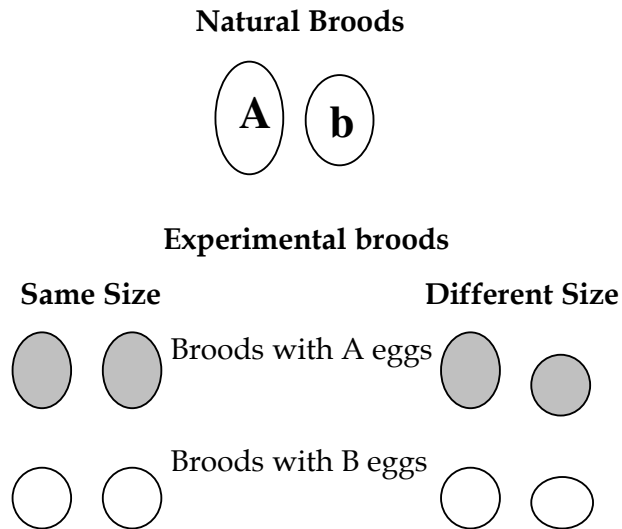 Natural Broods
A b
Experimental broods
Same Size Different Size
Broods with A eggs
Broods with B eggs